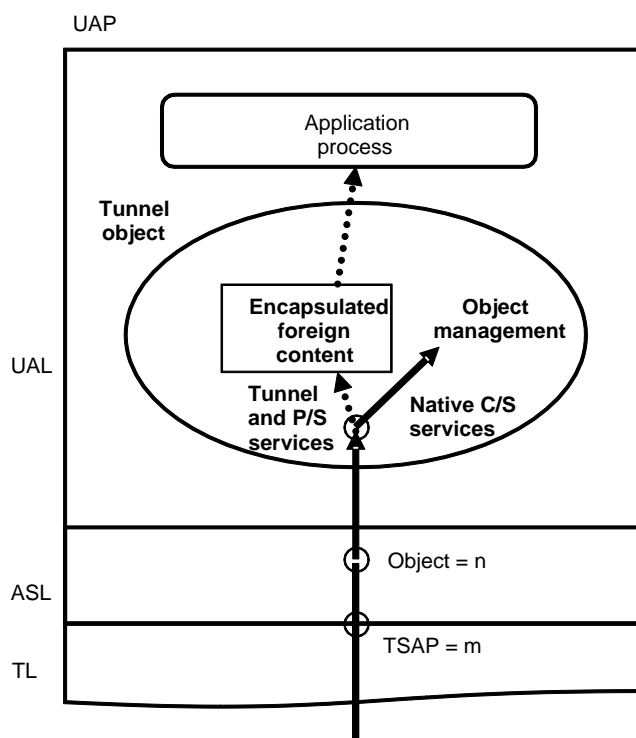 UAP
Application
process
Tunnel
object
Encapsulated
foreign
content
Object
management
UAL
Tunnel
and P/S
services
Native C/S
services
Object = n
ASL
TSAP = m
TL